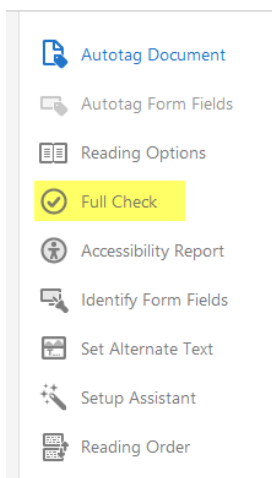 Autotag Document
Autotag Form Fields
Reading Options
Full Check
Accessibility Report
Identify Form Fields
Set Alternate Text
Setup Assistant
Reading Order